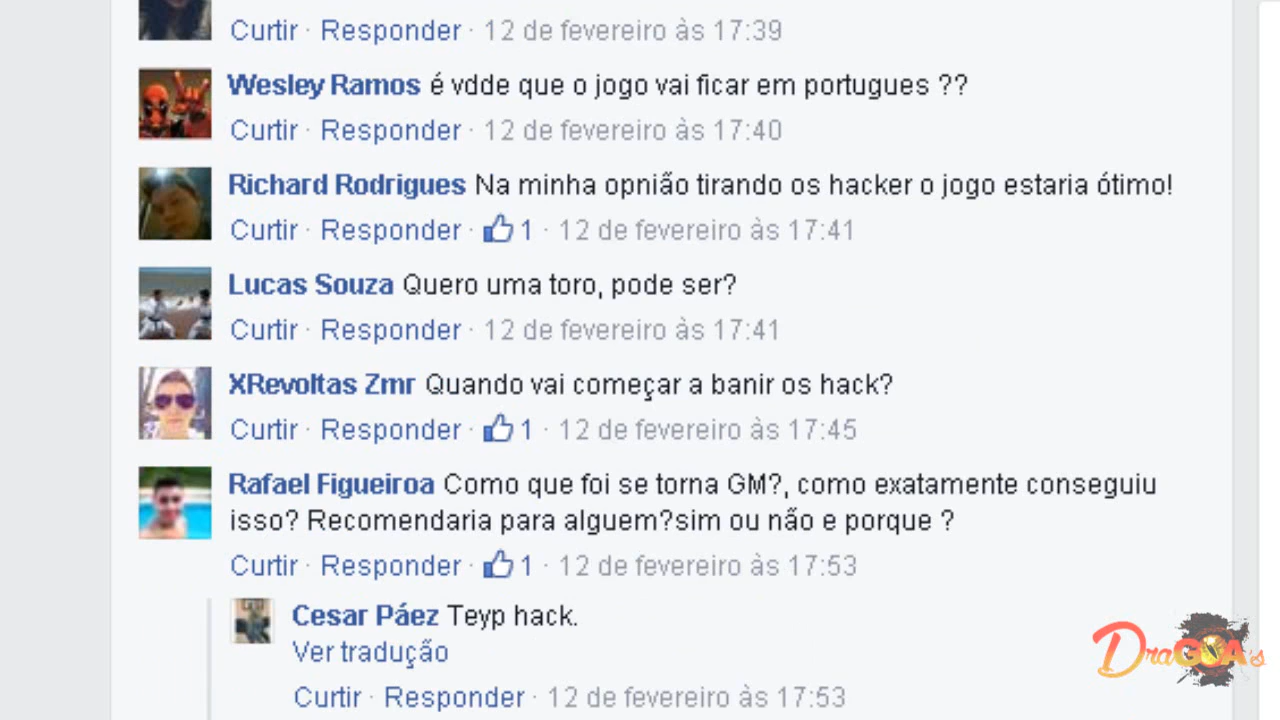 Curtir · Responder · 12 de fevereiro às 17:39
Wesley Ramos é vdde que o jogo vai ficar em portugues ??
Curtir · Responder · 12 de fevereiro às 17:40
Richard Rodrigues Na minha opnião tirando os hacker o jogo estaria ótimo!
Curtir · Responder · 1 · 12 de fevereiro às 17:41
Lucas Souza Quero uma toro, pode ser?
Curtir · Responder · 12 de fevereiro às 17:41
XRevoltas Zmr Quando vai começar a banir os hack?
Curtir · Responder · 1 · 12 de fevereiro às 17:45
Rafael Figueiroa Como que foi se torna GM?, como exatamente conseguiu
isso? Recomendaria para alguem?sim ou não e porque ?
Curtir · Responder · 1 · 12 de fevereiro às 17:53
Cesar Páez Teyp hack.
Ver tradução
Curtir · Responder · 12 de fevereiro às 17:53
DraGOA's